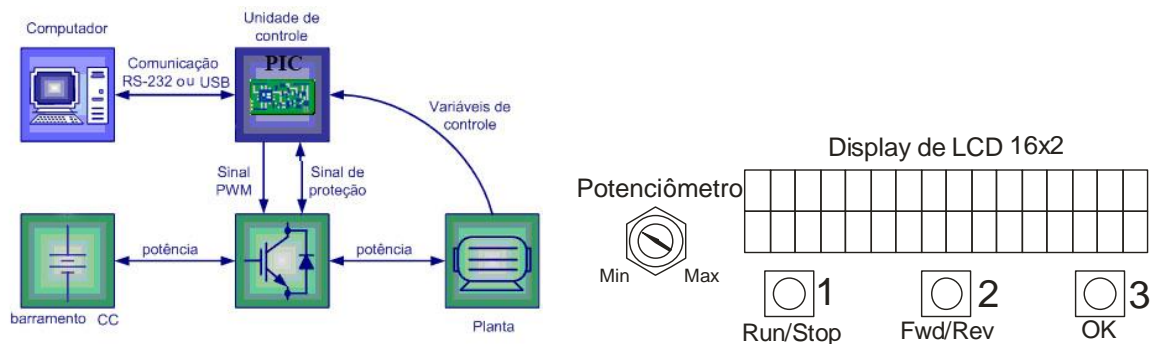 Computador
Unidade de
controle
PIC
Comunicação
RS-232 ou USB
Variáveis de
controle
Sinal
PWM
Sinal de
proteção
potência
potência
barramento CC
Planta
Display de LCD 16x2
Potenciômetro
Min
Max
1
2
3
Run/Stop
Fwd/Rev
OK